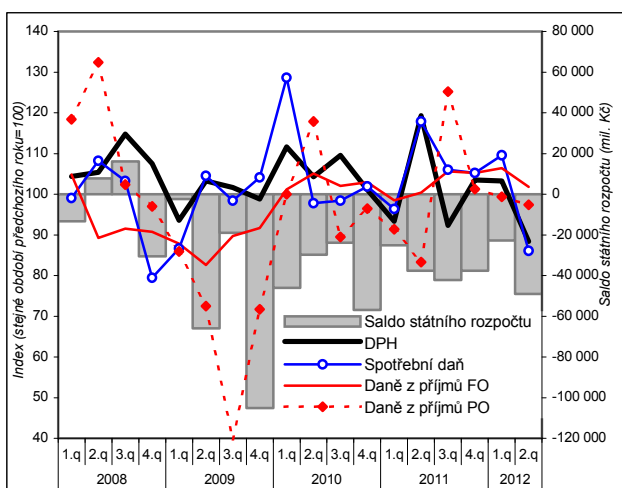 Index (stejné období předchozího roku=100)
140
130
120
110
100
90
80
70
60
50
40
80 000
60 000
40 000
20 000
0
-20 000
-40 000
-60 000
-80 000
-100 000
-120 000
Saldo státního rozpočtu (mil. Kč)
Saldo státního rozpočtu
DPH
Spotřební daň
Daně z příjmů FO
Daně z příjmů PO
1.q 2.q 3.q 4.q 1.q 2.q 3.q 4.q 1.q 2.q 3.q 4.q 1.q 2.q 3.q 4.q 1.q 2.q
2008 2009 2010 2011 2012